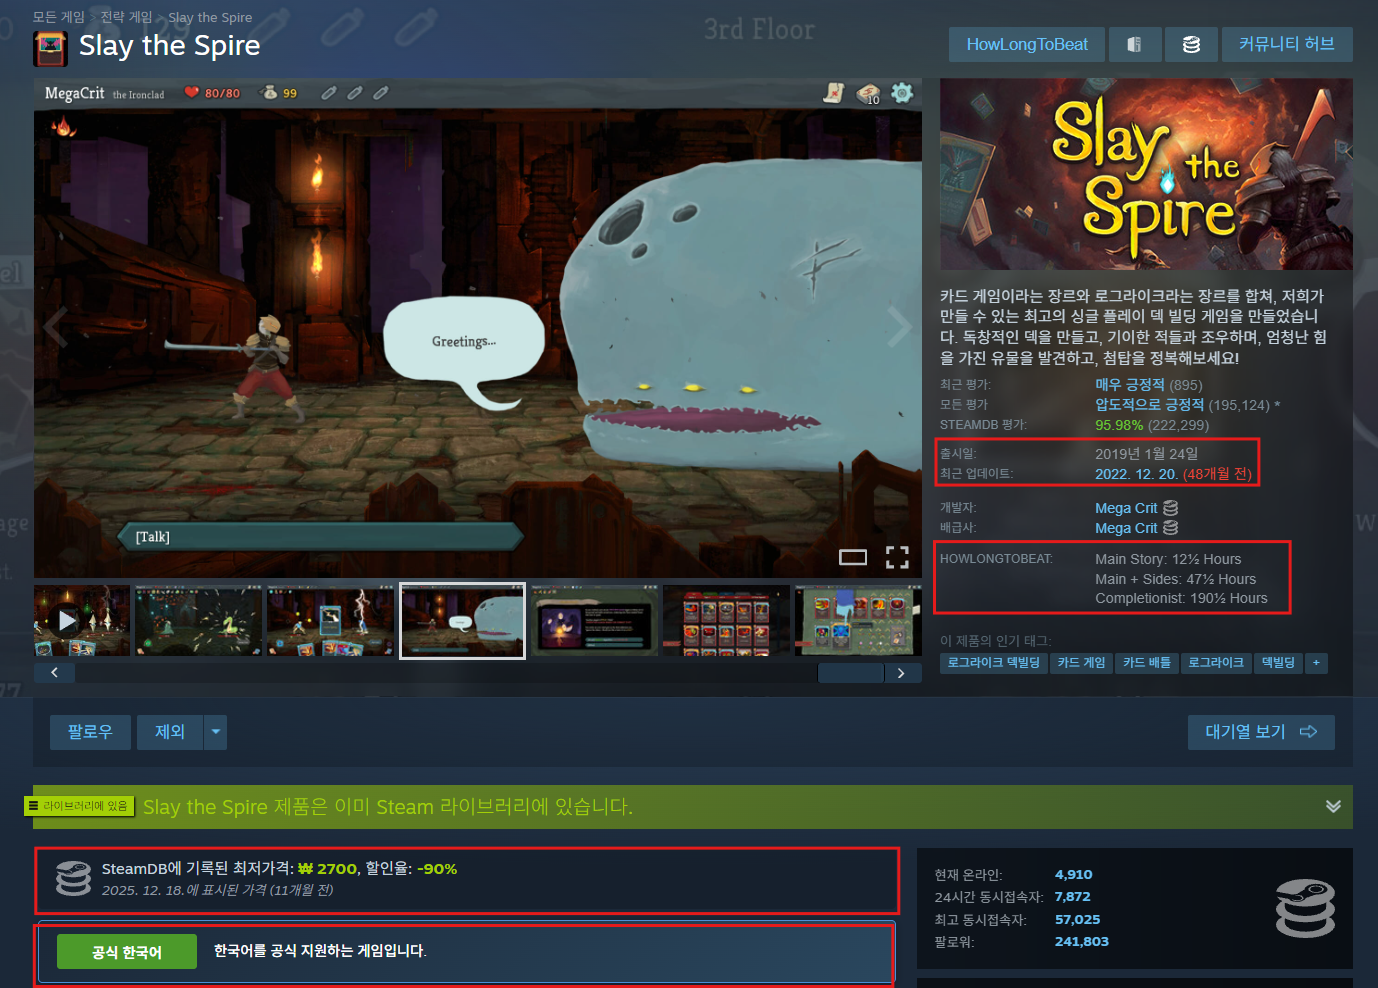 모든 게임 > 전략 게임 > Slay the Spire
Slay the Spire
3rd Floor
HowLongToBeat
커뮤니티 허브
MegaCrit the Ironclad 80/80 99
10
Greetings...
[Talk]
Slay the Spire
카드 게임이라는 장르와 로그라이크라는 장르를 합쳐, 저희가
만들 수 있는 최고의 싱글 플레이 덱 빌딩 게임을 만들었습니
다. 독창적인 덱을 만들고, 기이한 적들과 조우하며, 엄청난 힘
을 가진 유물을 발견하고, 첨탑을 정복해보세요!
최근 평가: 매우 긍정적 (895)
모든 평가 압도적으로 긍정적 (195,124) *
STEAMDB 평가: 95.98% (222,299)
출시일: 2019년 1월 24일
최근 업데이트: 2022. 12. 20. (48개월 전)
개발자: Mega Crit
배급사: Mega Crit
HOWLONGTOBEAT: Main Story: 12½ Hours
Main + Sides: 47½ Hours
Completionist: 190½ Hours
이 제품의 인기 태그:
로그라이크 덱빌딩 카드 게임 카드 배틀 로그라이크 덱빌딩 +
팔로우 제외
대기열 보기
라이브러리에 있음 Slay the Spire 제품은 이미 Steam 라이브러리에 있습니다.
SteamDB에 기록된 최저가격: ₩ 2700, 할인율: -90%
2025. 12. 18.에 표시된 가격 (11개월 전)
공식 한국어 한국어를 공식 지원하는 게임입니다.
현재 온라인: 4,910
24시간 동시접속자: 7,872
최고 동시접속자: 57,025
팔로워: 241,803